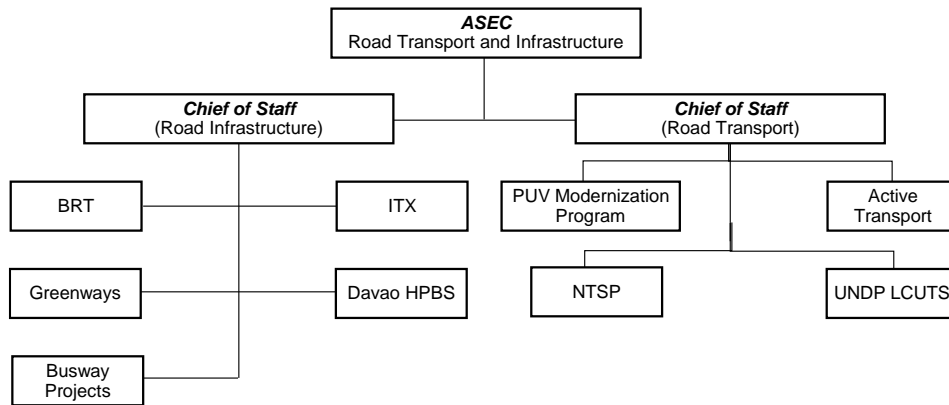 ASEC
Road Transport and Infrastructure
Chief of Staff
(Road Infrastructure)
Chief of Staff
(Road Transport)
BRT
ITX
PUV Modernization
Program
Active
Transport
Greenways
Davao HPBS
NTSP
UNDP LCUTS
Busway
Projects